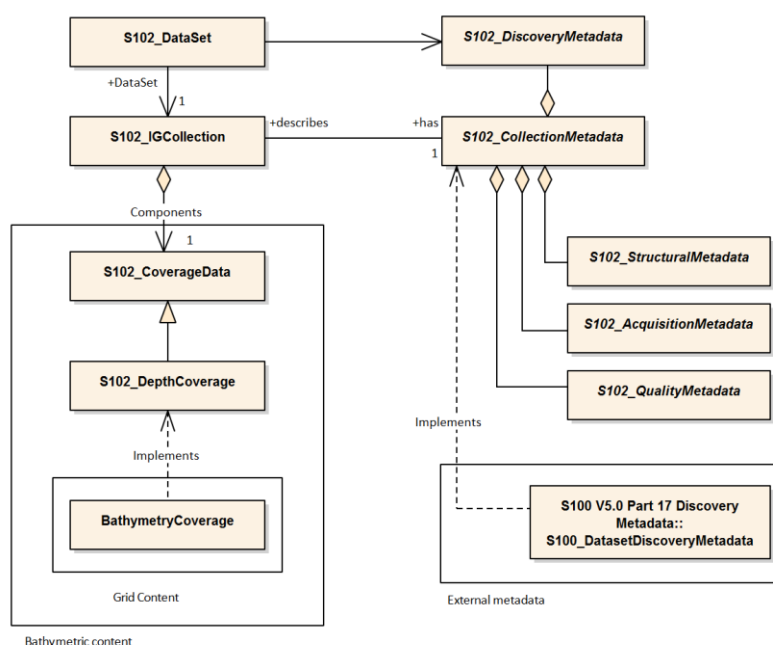 S102_DataSet
S102_DiscoveryMetadata
+DataSet
1
S102_IGCollection
+describes
+has
S102_CollectionMetadata
1
Components
1
S102_CoverageData
S102_StructuralMetadata
S102_AcquisitionMetadata
S102_DepthCoverage
S102_QualityMetadata
Implements
Implements
BathymetryCoverage
S100 V5.0 Part 17 Discovery
Metadata::
S100_DatasetDiscoveryMetadata
Grid Content
External metadata
Bathymetric content